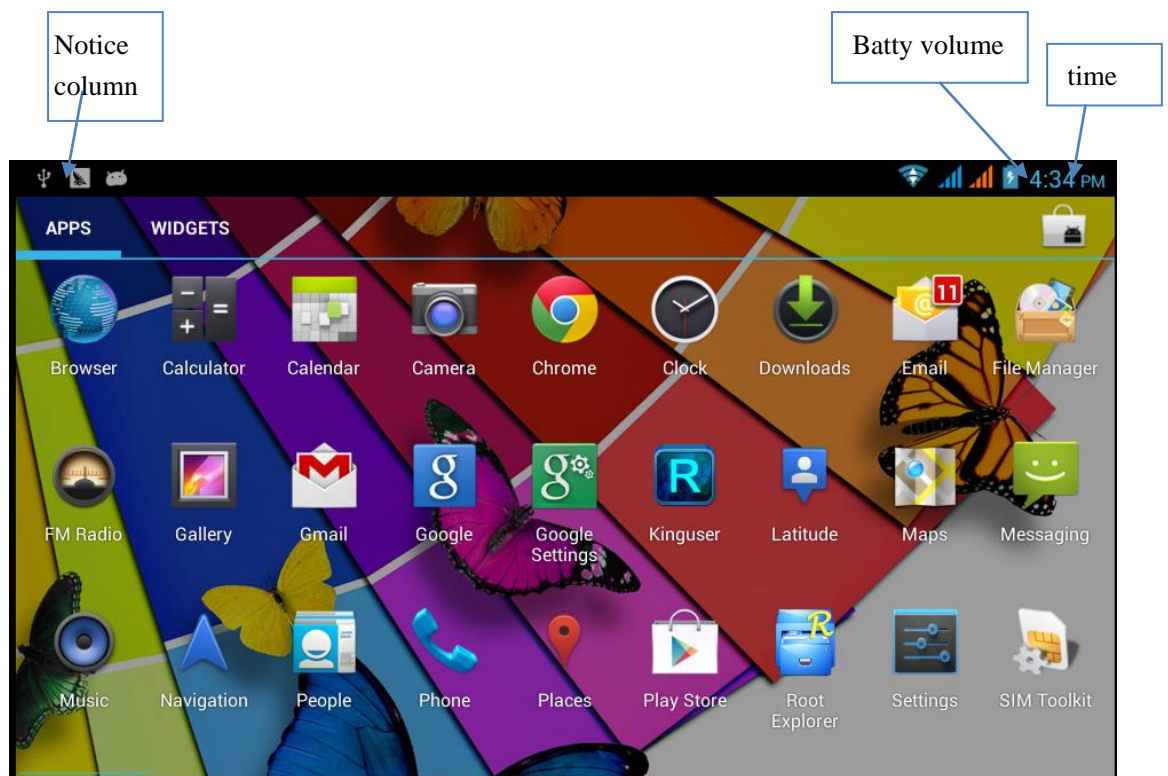 Notice
column
Batty volume
time
4:34 PM
APPS WIDGETS
11
Browser Calculator Calendar Camera Chrome Clock Downloads Email File Manager
g g R
FM Radio Gallery Gmail Google Google Settings Kinguser Latitude Maps Messaging
R
Music Navigation People Phone Places Play Store Root Explorer Settings SIM Toolkit